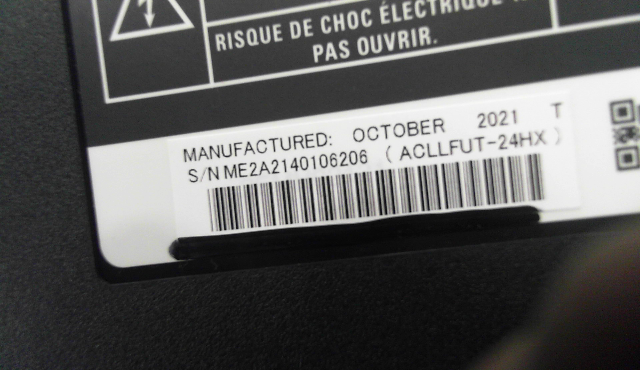 RISQUE DE CHOC ÉLECTRIQUE
PAS OUVRIR.
MANUFACTURED: OCTOBER 2021 T
S/N ME2A2140106206 ( ACLLFUT-24HX )